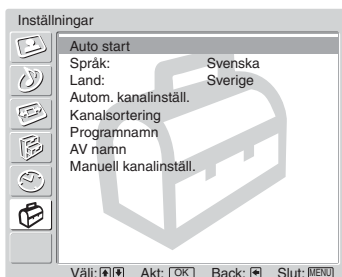 Inställningar
Auto start
Språk: Svenska
Land: Sverige
Autom. kanalinställ.
Kanalsortering
Programnamn
AV namn
Manuell kanalinställ.
Välj: Akt: OK Back: Slut: MENU